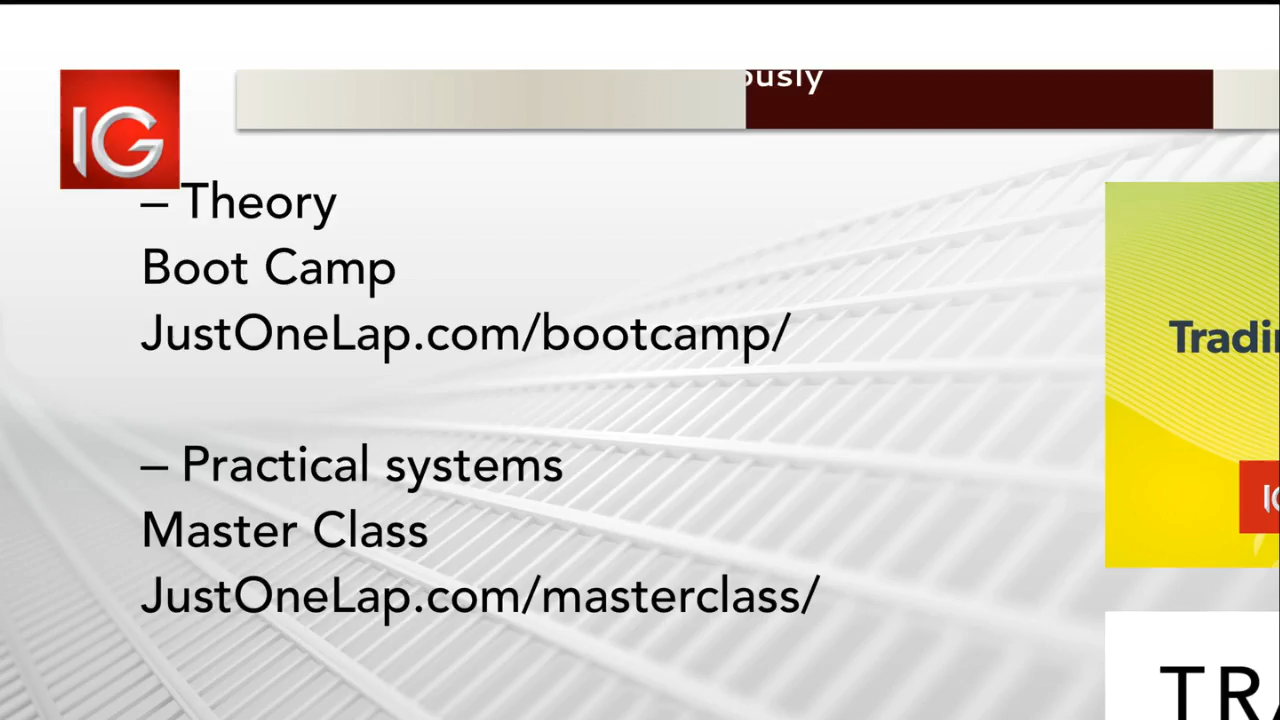 IG
– Theory
Boot Camp
JustOneLap.com/bootcamp/
– Practical systems
Master Class
JustOneLap.com/masterclass/